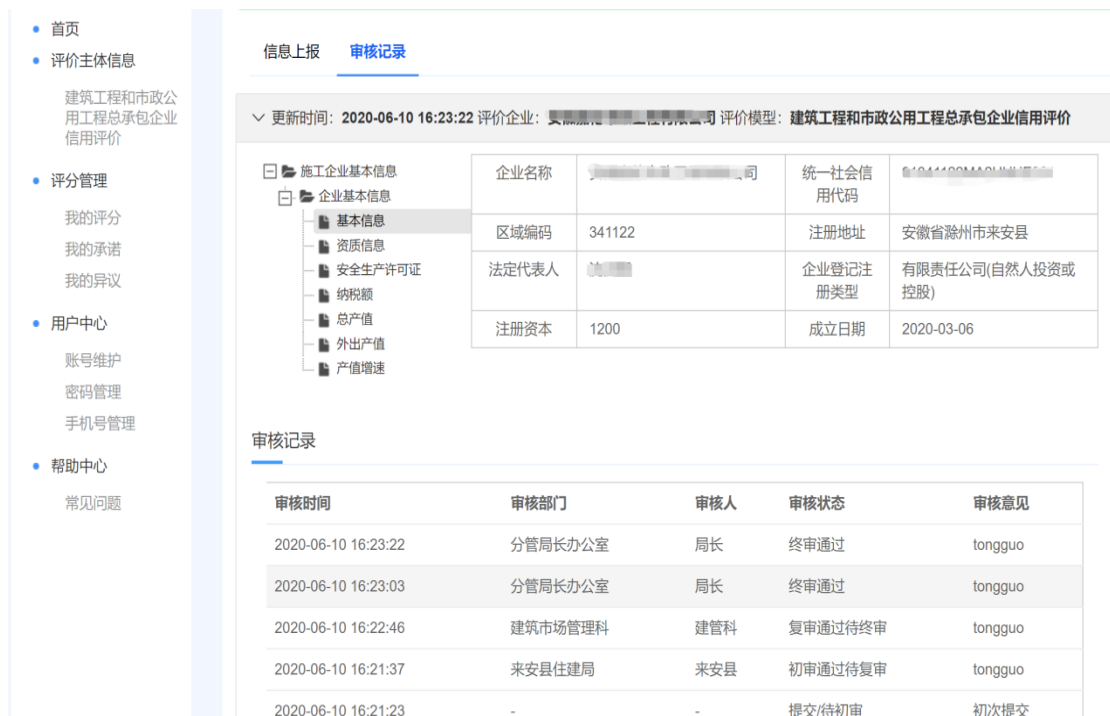 首页
评价主体信息
建筑工程和市政公
用工程总承包企业
信用评价
评分管理
我的评分
我的承诺
我的异议
用户中心
账号维护
密码管理
手机号管理
帮助中心
常见问题
信息上报 审核记录
更新时间：2020-06-10 16:23:22 评价企业： 司 评价模型：建筑工程和市政公用工程总承包企业信用评价
施工企业基本信息
企业基本信息
基本信息
资质信息
安全生产许可证
纳税额
总产值
外出产值
产值增速
企业名称 司 统一社会信
用代码
区域编码 341122 注册地址 安徽省滁州市来安县
法定代表人 企业登记注 有限责任公司(自然人投资或
册类型 控股)
注册资本 1200 成立日期 2020-03-06
审核记录
审核时间 审核部门 审核人 审核状态 审核意见
2020-06-10 16:23:22 分管局长办公室 局长 终审通过 tongguo
2020-06-10 16:23:03 分管局长办公室 局长 终审通过 tongguo
2020-06-10 16:22:46 建筑市场管理科 建管科 复审通过待终审 tongguo
2020-06-10 16:21:37 来安县住建局 来安县 初审通过待复审 tongguo
2020-06-10 16:21:23 - - 提交/待初审 初次提交